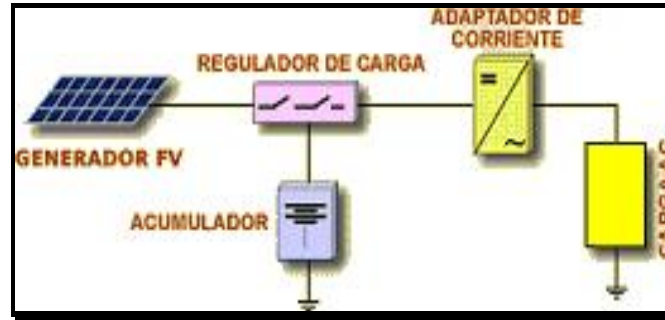 ADAPTADOR DE
CORRIENTE
REGULADOR DE CARGA
GENERADOR FV
ACUMULADOR